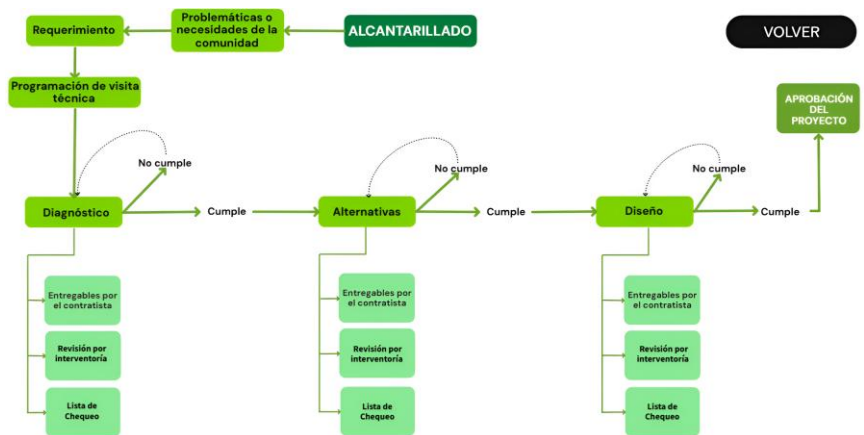 Requerimiento
Problemáticas o
necesidades de la
comunidad
ALCANTARILLADO
VOLVER
Programación de visita
técnica
APROBACIÓN
DEL
PROYECTO
No cumple
No cumple
No cumple
Diagnóstico
Cumple
Alternativas
Cumple
Diseño
Cumple
Entregables por
el contratista
Entregables por
el contratista
Entregables por
el contratista
Revisión por
interventoría
Revisión por
interventoría
Revisión por
interventoría
Lista de
Chequeo
Lista de
Chequeo
Lista de
Chequeo